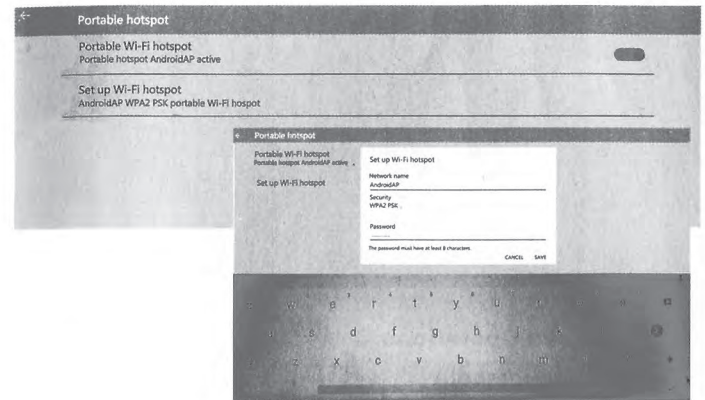 Portable hotspot
Portable Wi-Fi hotspot
Portable hotspot AndroidAP active
Set up Wi-Fi hotspot
AndroidAP WPA2 PSK portable Wi-Fi hospot
Portable hotspot
Portable Wi-Fi hotspot
Portable hotspot AndroidAP active
Set up Wi-Fi hotspot
Set up Wi-Fi hotspot
Network name
AndroidAP
Security
WPA2 PSK
Password
The password must have at least 8 characters.
CANCEL SAVE
w e r t y u
s d f g h j
z x c v b n m